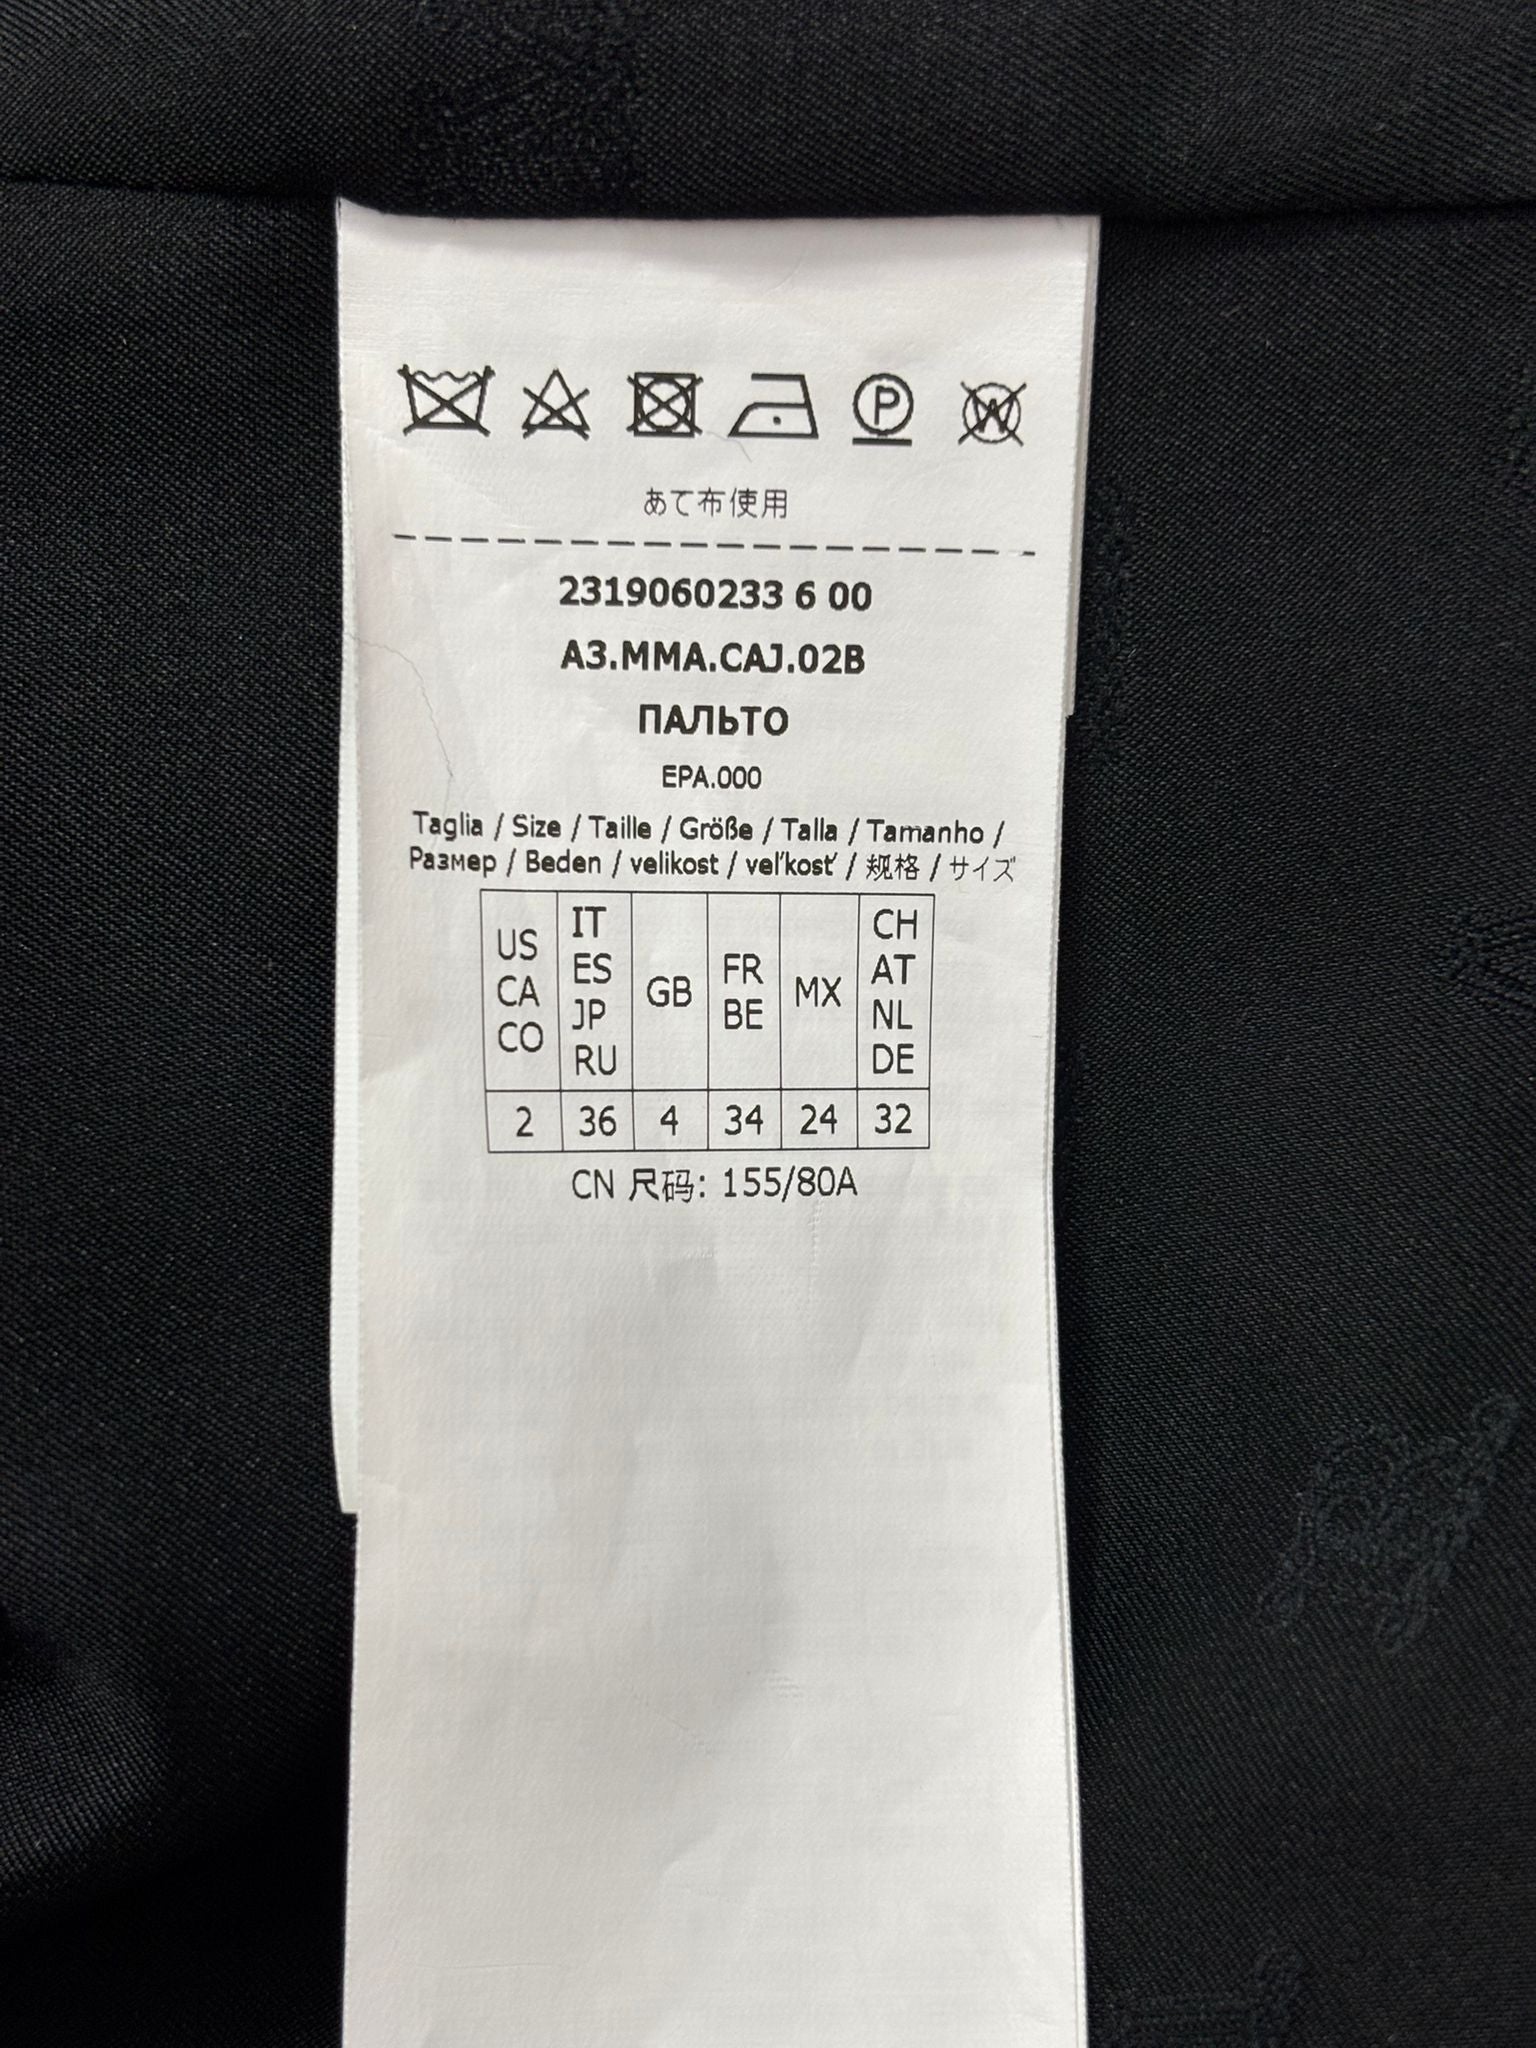 P W
あて布使用
2319060233 6 00
A3.MMA.CAJ.02B
ПАЛЬТО
EPA.000
Taglia / Size / Taille / Größe / Talla / Tamanho /
Размер / Beden / velikost / veľkosť / 规格 / サイズ
US CA CO IT ES JP RU GB FR BE MX CH AT NL DE
2 36 4 34 24 32
CN 尺码: 155/80A